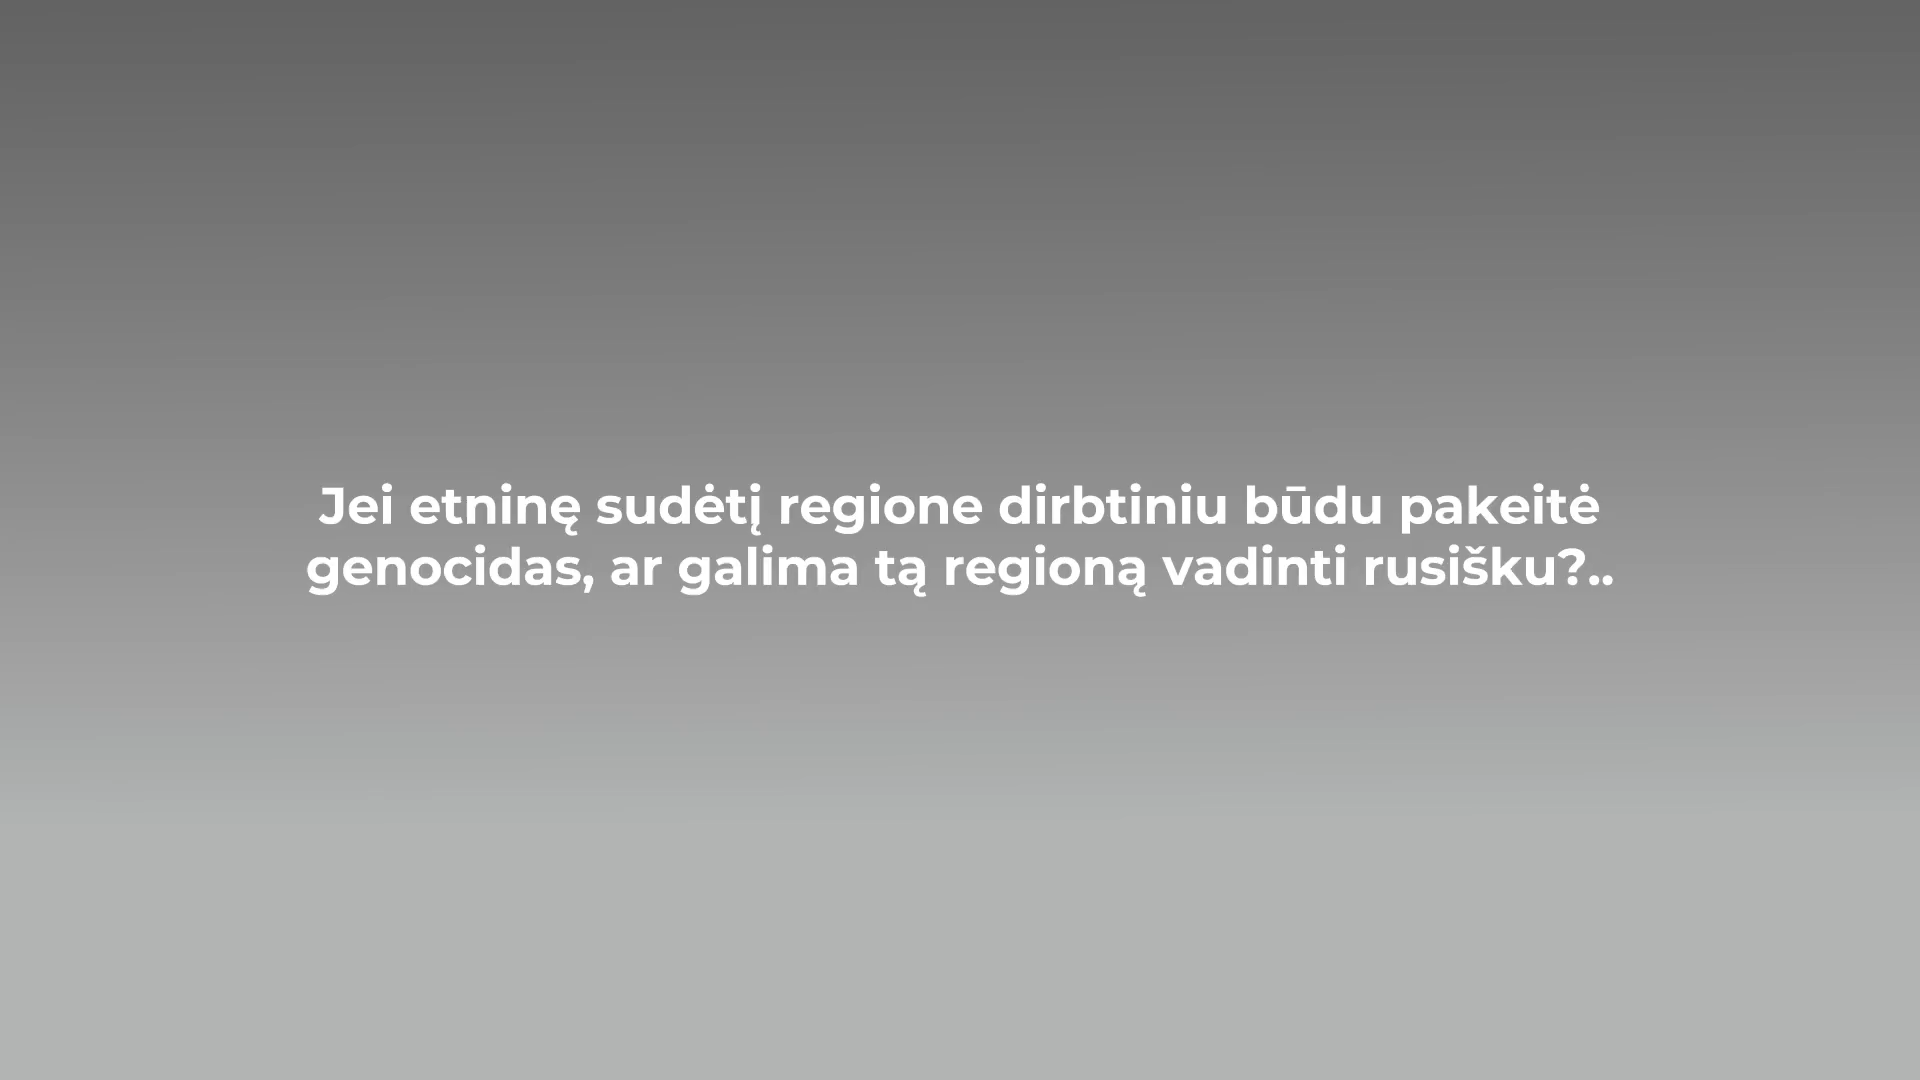 Jei etninę sudėtį regione dirbtiniu būdu pakeitė
genocidas, ar galima tą regioną vadinti rusišku?..